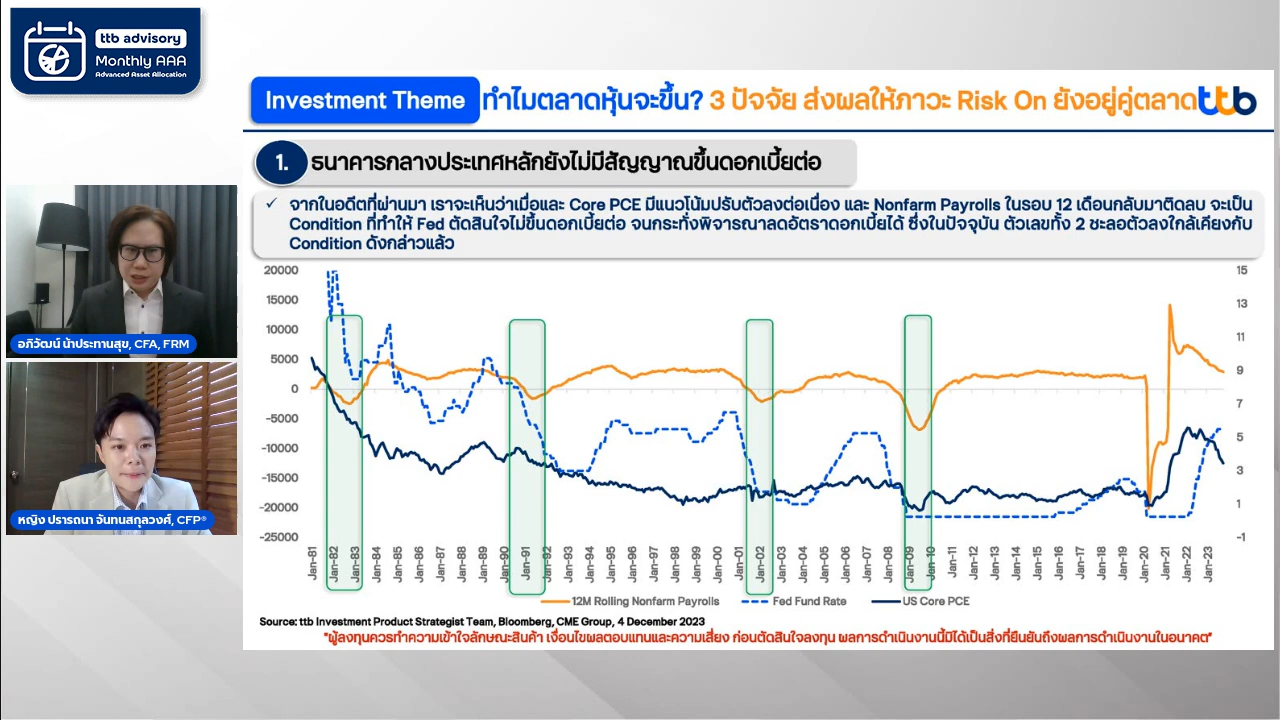 ttb advisory
Monthly AAA
Advanced Asset Allocation
Investment Theme ทำไมตลาดหุ้นจะขึ้น? 3 ปัจจัย ส่งผลให้ภาวะ Risk On ยังอยู่คู่ตลาด ttb
1. ธนาคารกลางประเทศหลักยังไม่มีสัญญาณขึ้นดอกเบี้ยต่อ
✓ จากในอดีตที่ผ่านมา เราจะเห็นว่าเมื่อและ Core PCE มีแนวโน้มปรับตัวลงต่อเนื่อง และ Nonfarm Payrolls ในรอบ 12 เดือนกลับมาติดลบ จะเป็น
Condition ที่ทำให้ Fed ตัดสินใจไม่ขึ้นดอกเบี้ยต่อ จนกระทั่งพิจารณาลดอัตราดอกเบี้ยได้ ซึ่งในปัจจุบัน ตัวเลขทั้ง 2 ชะลอตัวลงใกล้เคียงกับ
Condition ดังกล่าวแล้ว
20000
15000
10000
5000
0
-5000
-10000
-15000
-20000
-25000
15
13
11
9
7
5
3
1
-1
Jan-81
Jan-82
Jan-83
Jan-84
Jan-85
Jan-86
Jan-87
Jan-88
Jan-89
Jan-90
Jan-91
Jan-92
Jan-93
Jan-94
Jan-95
Jan-96
Jan-97
Jan-98
Jan-99
Jan-00
Jan-01
Jan-02
Jan-03
Jan-04
Jan-05
Jan-06
Jan-07
Jan-08
Jan-09
Jan-10
Jan-11
Jan-12
Jan-13
Jan-14
Jan-15
Jan-16
Jan-17
Jan-18
Jan-19
Jan-20
Jan-21
Jan-22
Jan-23
12M Rolling Nonfarm Payrolls
Fed Fund Rate
US Core PCE
Source: ttb Investment Product Strategist Team, Bloomberg, CME Group, 4 December 2023
"ผู้ลงทุนควรทำความเข้าใจลักษณะสินค้า เงื่อนไขผลตอบแทนและความเสี่ยง ก่อนตัดสินใจลงทุน ผลการดำเนินงานนี้มิได้เป็นสิ่งที่ยืนยันถึงผลการดำเนินงานในอนาคต"
อภิวัฒน์ น้าประทานสุข, CFA, FRM
หญิง ปรารถนา จันทนสกุลวงศ์, CFP®